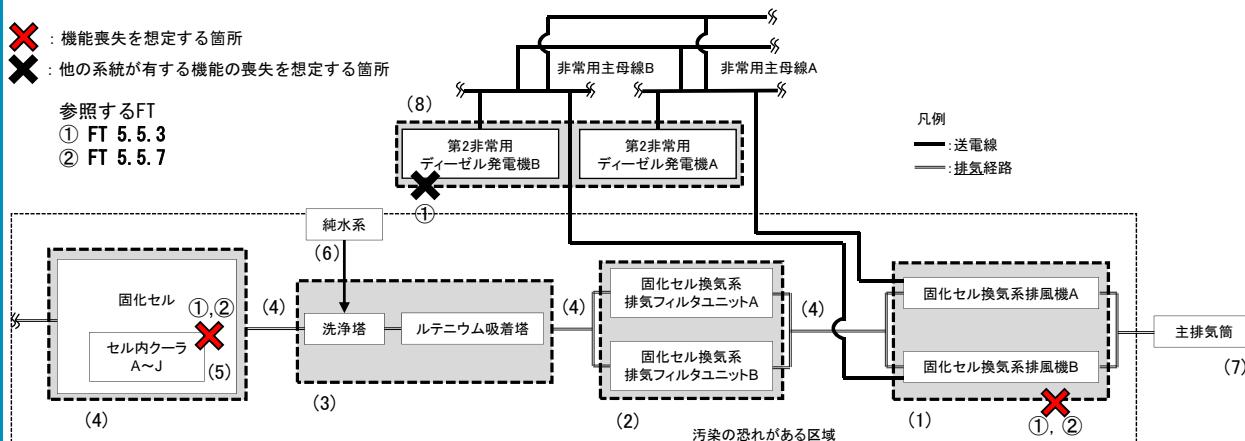 ：機能喪失を想定する箇所
：他の系統が有する機能の喪失を想定する箇所
参照するFT
① FT 5.5.3
② FT 5.5.7
非常用主母線B
非常用主母線A
(8)
第2非常用
ディーゼル発電機B
第2非常用
ディーゼル発電機A
①
凡例
:送電線
:排気経路
純水系
(6)
固化セル
①,②
セル内クーラ
A～J
(5)
(4)
(4)
洗浄塔
ルテニウム吸着塔
(3)
(4)
固化セル換気系
排気フィルタユニットA
固化セル換気系
排気フィルタユニットB
(2)
(4)
固化セル換気系排風機A
固化セル換気系排風機B
(1)
①, ②
主排気筒
(7)
汚染の恐れがある区域